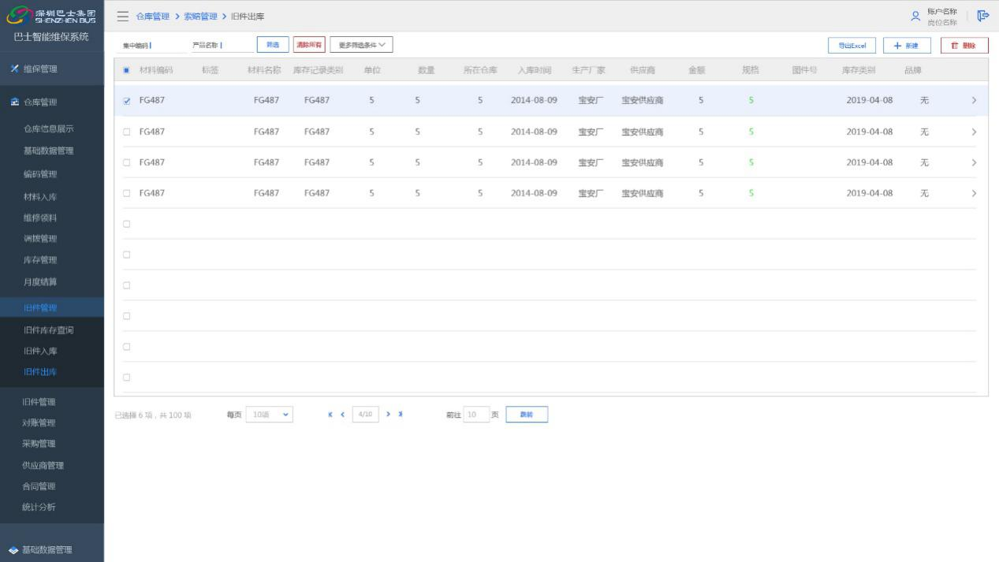 深圳巴士集团
SHENZHEN BUS
巴士智能维保系统
维保管理
仓库管理
仓库信息展示
基础数据管理
编码管理
材料入库
维修领料
调拨管理
库存管理
月度结算
旧件管理
旧件库存查询
旧件入库
旧件出库
旧件管理
对账管理
采购管理
供应商管理
合同管理
统计分析
基础数据管理
仓库管理 > 索赔管理 > 旧件出库
账户名称
岗位名称
集中编码 产品名称 筛选 清除所有 更多筛选条件 导出Excel + 新建 删除
材料编码 标签 材料名称 库存记录类别 单位 数量 所在仓库 入库时间 生产厂家 供应商 金额 规格 图件号 库存类别 品牌
FG487 FG487 FG487 5 5 5 2014-08-09 宝安厂 宝安供应商 5 5 2019-04-08 无 >
FG487 FG487 FG487 5 5 5 2014-08-09 宝安厂 宝安供应商 5 5 2019-04-08 无 >
FG487 FG487 FG487 5 5 5 2014-08-09 宝安厂 宝安供应商 5 5 2019-04-08 无 >
FG487 FG487 FG487 5 5 5 2014-08-09 宝安厂 宝安供应商 5 5 2019-04-08 无 >
已选择 6 项，共 100 项 每页 10项 4/10 前往 10 页 跳转